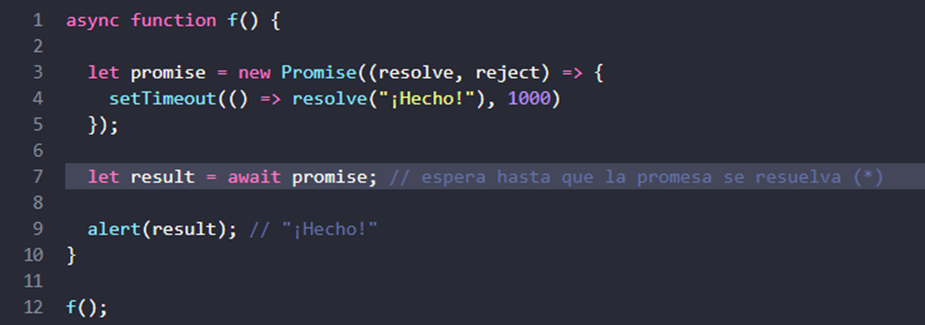 1 async function f() {
2
3 let promise = new Promise((resolve, reject) => {
4 setTimeout(() => resolve("¡Hecho!"), 1000)
5 });
6
7 let result = await promise; // espera hasta que la promesa se resuelva (*)
8
9 alert(result); // "¡Hecho!"
10 }
11
12 f();